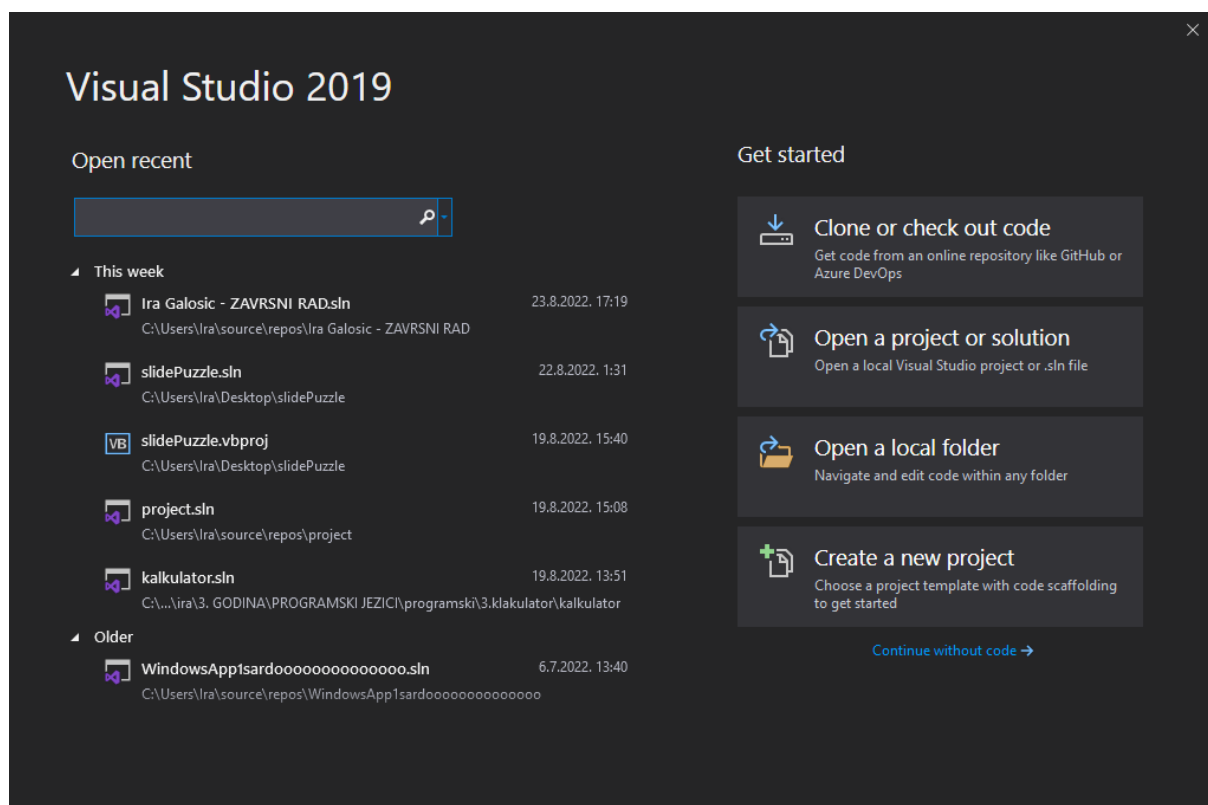 Visual Studio 2019
Open recent
This week
Ira Galosic - ZAVRSNI RAD.sln 23.8.2022. 17:19
C:\Users\Ira\source\repos\Ira Galosic - ZAVRSNI RAD
slidePuzzle.sln 22.8.2022. 1:31
C:\Users\Ira\Desktop\slidePuzzle
VB slidePuzzle.vbproj 19.8.2022. 15:40
C:\Users\Ira\Desktop\slidePuzzle
project.sln 19.8.2022. 15:08
C:\Users\Ira\source\repos\project
kalkulator.sln 19.8.2022. 13:51
C:\...\ira\3. GODINA\PROGRAMSKI JEZICI\programski\3.klakulator\kalkulator
Older
WindowsApp1sardoooooooooooooo.sln 6.7.2022. 13:40
C:\Users\Ira\source\repos\WindowsApp1sardoooooooooooooo
Get started
Clone or check out code
Get code from an online repository like GitHub or
Azure DevOps
Open a project or solution
Open a local Visual Studio project or .sln file
Open a local folder
Navigate and edit code within any folder
Create a new project
Choose a project template with code scaffolding
to get started
Continue without code →